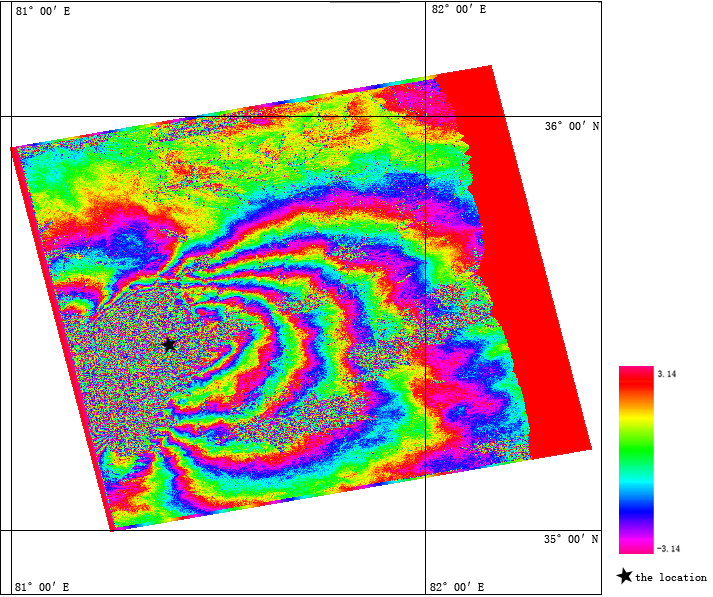 81° 00′ E
82° 00′ E
36° 00′ N
3.14
-3.14
35° 00′ N
the location
81° 00′ E
82° 00′ E